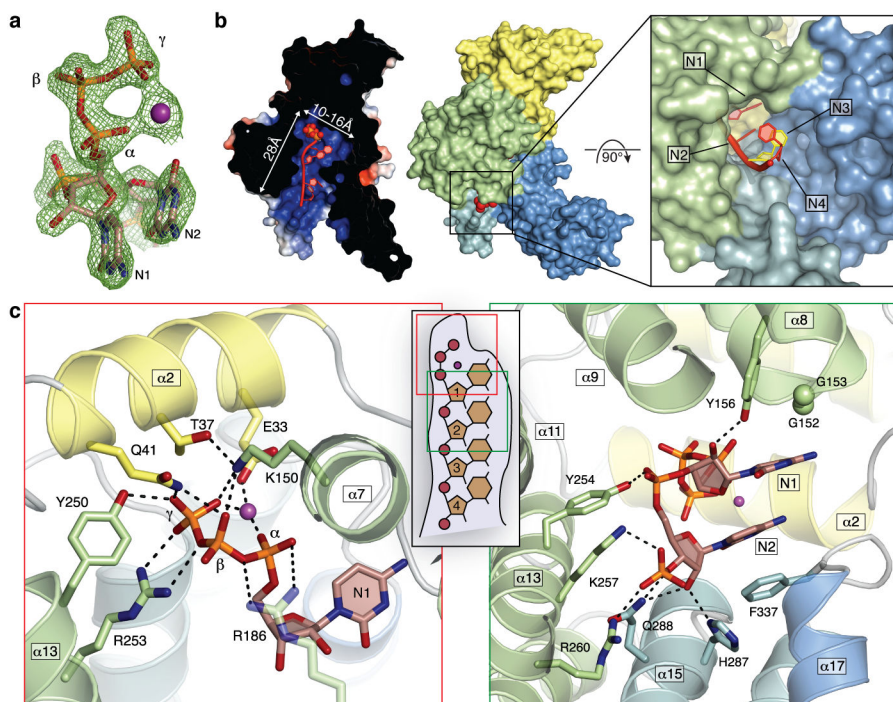 a
γ
β
α
N2
N1
b
28Å
10-16Å
90°
N1
N3
N2
N4
c
α2
T37
E33
Q41
K150
Y250
α7
γ
α
β
N1
R253
R186
α13
1
2
3
4
α8
α9
G153
Y156
G152
α11
Y254
N1
α2
N2
α13
K257
F337
Q288
R260
H287
α15
α17